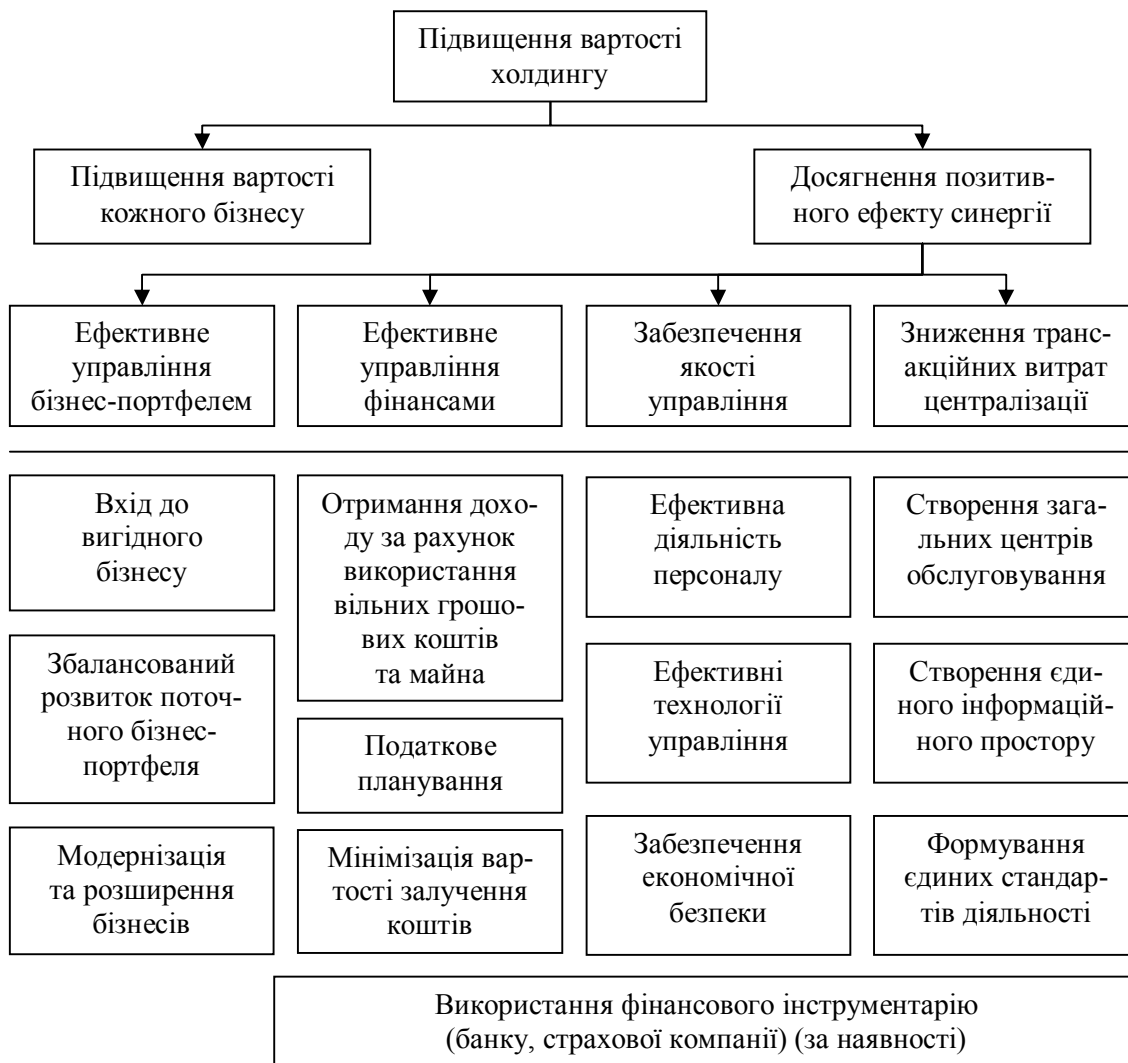 Підвищення вартості
холдингу
Підвищення вартості
кожного бізнесу
Досягнення позитив-
ного ефекту синергії
Ефективне
управління
бізнес-портфелем
Ефективне
управління
фінансами
Забезпечення
якості
управління
Зниження транс-
акційних витрат
централізації
Вхід до
вигідного
бізнесу
Збалансований
розвиток поточ-
ного бізнес-
портфеля
Модернізація
та розширення
бізнесів
Отримання дохо-
ду за рахунок
використання
вільних грошо-
вих коштів
та майна
Податкове
планування
Мінімізація вар-
тості залучення
коштів
Ефективна
діяльність
персоналу
Ефективні
технології
управління
Забезпечення
економічної
безпеки
Створення зага-
льних центрів
обслуговування
Створення єди-
ного інформацій-
ного простору
Формування
єдиних стандар-
тів діяльності
Використання фінансового інструментарію
(банку, страхової компанії) (за наявності)